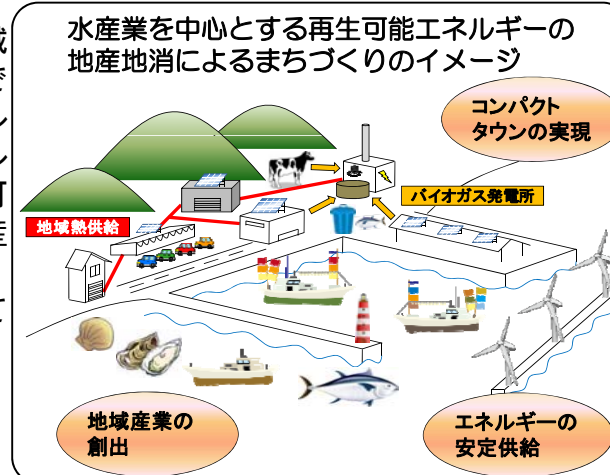 水産業を中心とする再生可能エネルギーの
地産地消によるまちづくりのイメージ
コンパクト
タウンの実現
バイオガス発電所
地域熱供給
地域産業の
創出
エネルギーの
安定供給